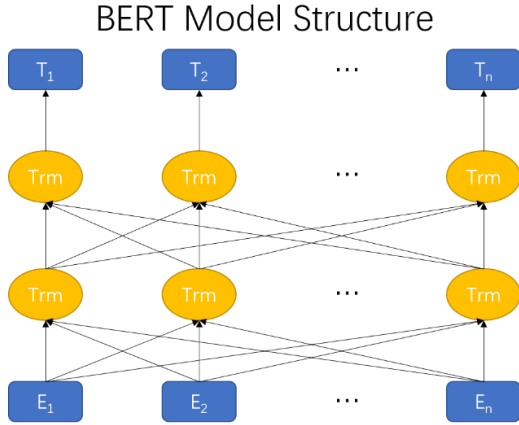 BERT Model Structure
T1 T2 ... Tn
Trm Trm ... Trm
Trm Trm ... Trm
E1 E2 ... En